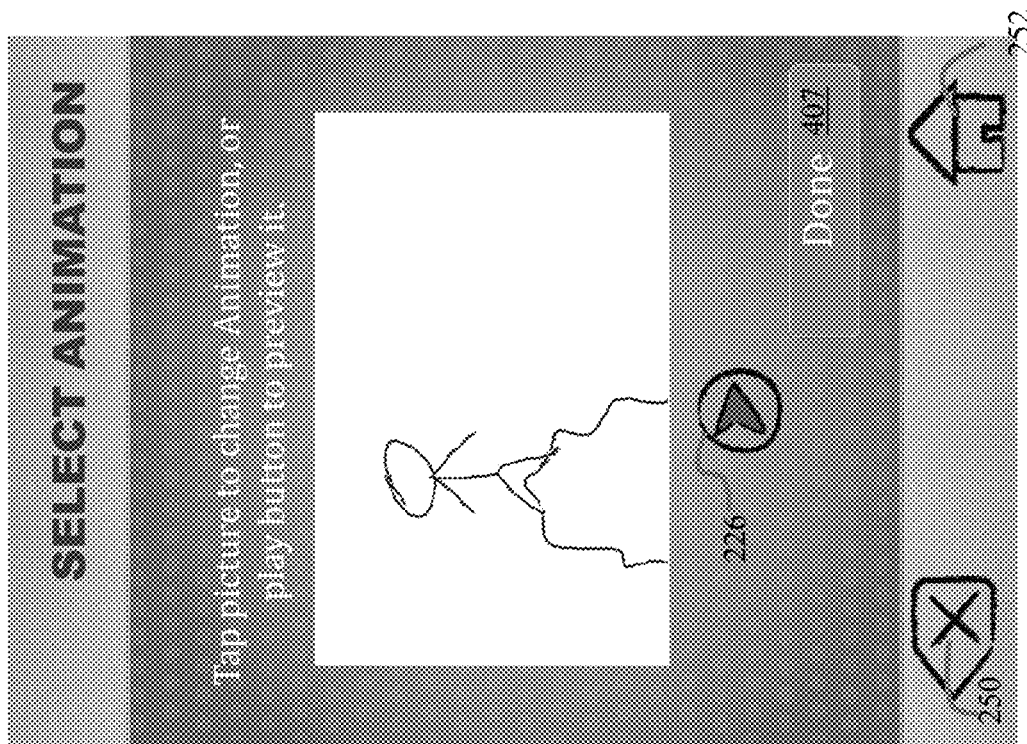 SELECT ANIMATION
Tap picture to change Animation, or
play button to preview it.
226
Done 407
250
252